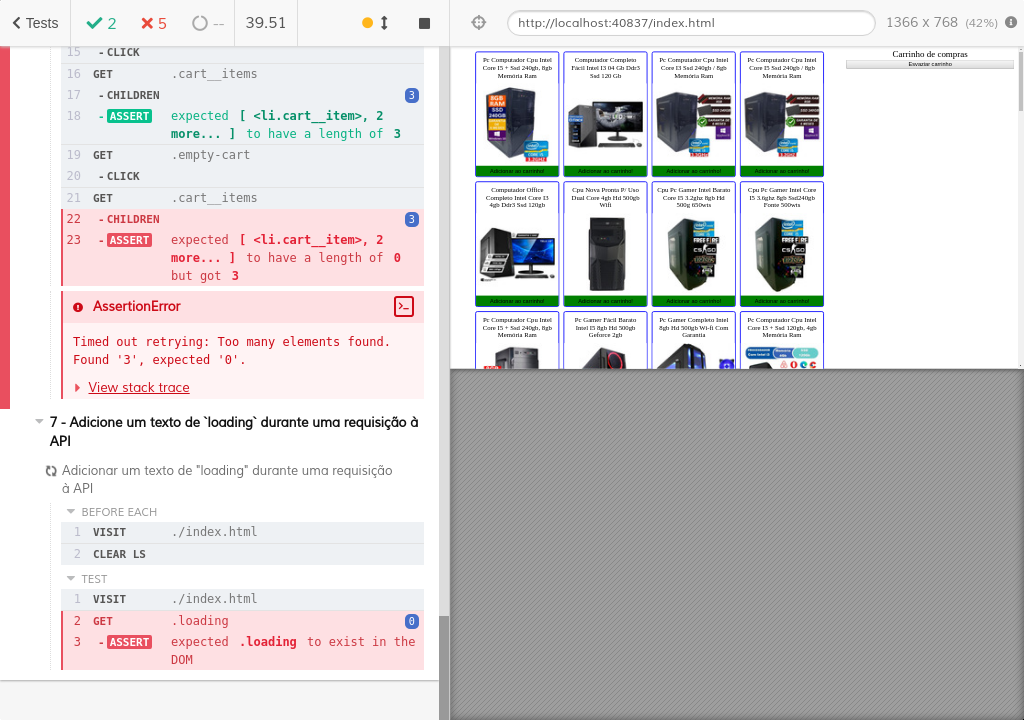 Tests
2
5
--
39.51
http://localhost:40837/index.html
1366 x 768 (42%)
15 -CLICK
16 GET .cart__items
17 -CHILDREN 3
18 -ASSERT expected [ <li.cart__item>, 2
more... ] to have a length of 3
19 GET .empty-cart
20 -CLICK
21 GET .cart__items
22 -CHILDREN 3
23 -ASSERT expected [ <li.cart__item>, 2
more... ] to have a length of 0
but got 3
AssertionError
Timed out retrying: Too many elements found.
Found '3', expected '0'.
View stack trace
7 - Adicione um texto de `loading` durante uma requisição à
API
Adicionar um texto de "loading" durante uma requisição
à API
BEFORE EACH
1 VISIT ./index.html
2 CLEAR LS
TEST
1 VISIT ./index.html
2 GET .loading 0
3 -ASSERT expected .loading to exist in the
DOM
Pc Computador Cpu Intel
Core I5 + Ssd 240gb, 8gb
Memória Ram
Adicionar ao carrinho!
Computador Completo
Fácil Intel I3 04 Gb Ddr3
Ssd 120 Gb
Adicionar ao carrinho!
Pc Computador Cpu Intel
Core I3 Ssd 240gb / 8gb
Memória Ram
Adicionar ao carrinho!
Pc Computador Cpu Intel
Core I5 Ssd 240gb / 8gb
Memória Ram
Adicionar ao carrinho!
Carrinho de compras
Esvaziar carrinho
Computador Office
Completo Intel Core I3
4gb Ddr3 Ssd 120gb
Adicionar ao carrinho!
Cpu Nova Pronta P/ Uso
Dual Core 4gb Hd 500gb
Wifi
Adicionar ao carrinho!
Cpu Pc Gamer Intel Barato
Core I5 3.2ghz 8gb Hd
500g 650wts
Adicionar ao carrinho!
Cpu Pc Gamer Intel Core
I5 3.6ghz 8gb Ssd240gb
Fonte 500wts
Adicionar ao carrinho!
Pc Computador Cpu Intel
Core I5 + Ssd 240gb, 8gb
Memória Ram
Pc Gamer Fácil Barato
Intel I5 8gb Hd 500gb
Geforce 2gb
Pc Gamer Completo Intel
8gb Hd 500gb Wi-fi Com
Garantia
Pc Computador Cpu Intel
Core I3 + Ssd 120gb, 4gb
Memória Ram